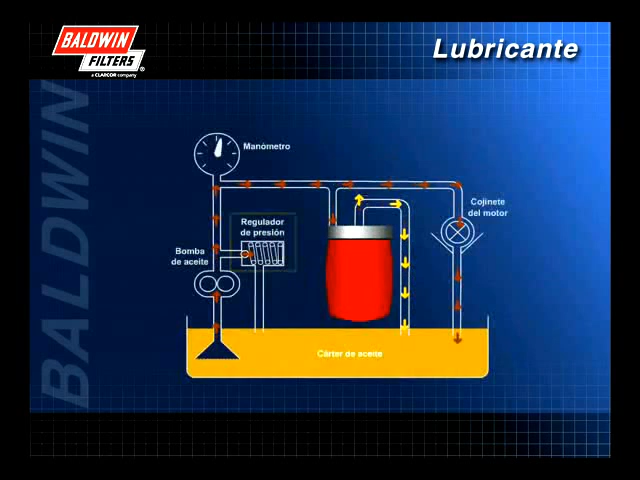 BALDWIN
FILTERS
®
a CLARCOR company
Lubricante
BALDWIN
Manómetro
Cojinete
del motor
Regulador
de presión
Bomba
de aceite
Cárter de aceite